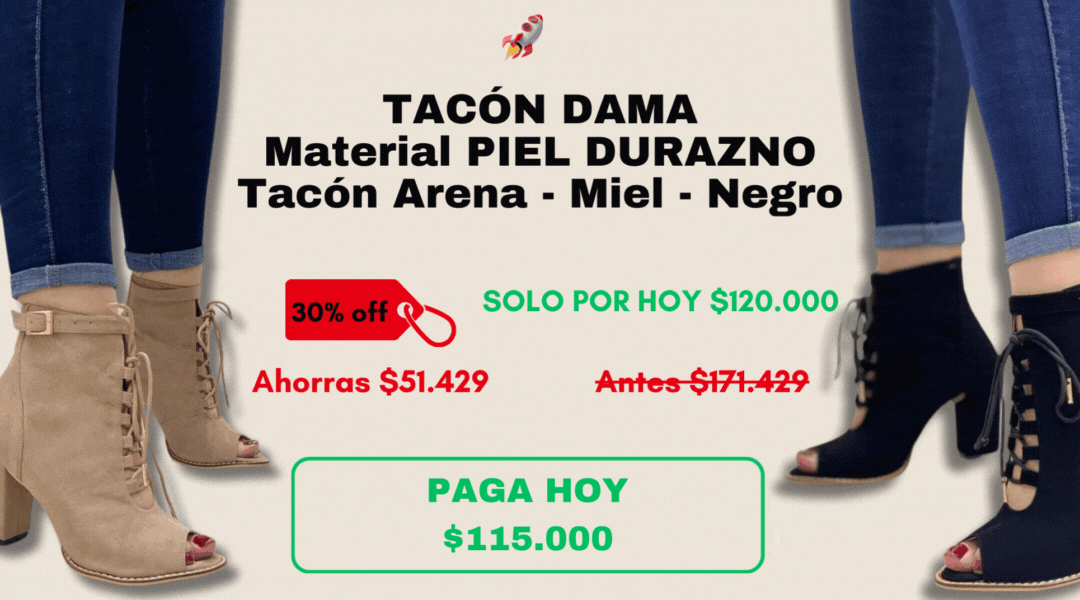 TACÓN DAMA
Material PIEL DURAZNO
Tacón Arena - Miel - Negro
30% off
SOLO POR HOY $120.000
Ahorras $51.429
Antes $171.429
PAGA HOY
$115.000